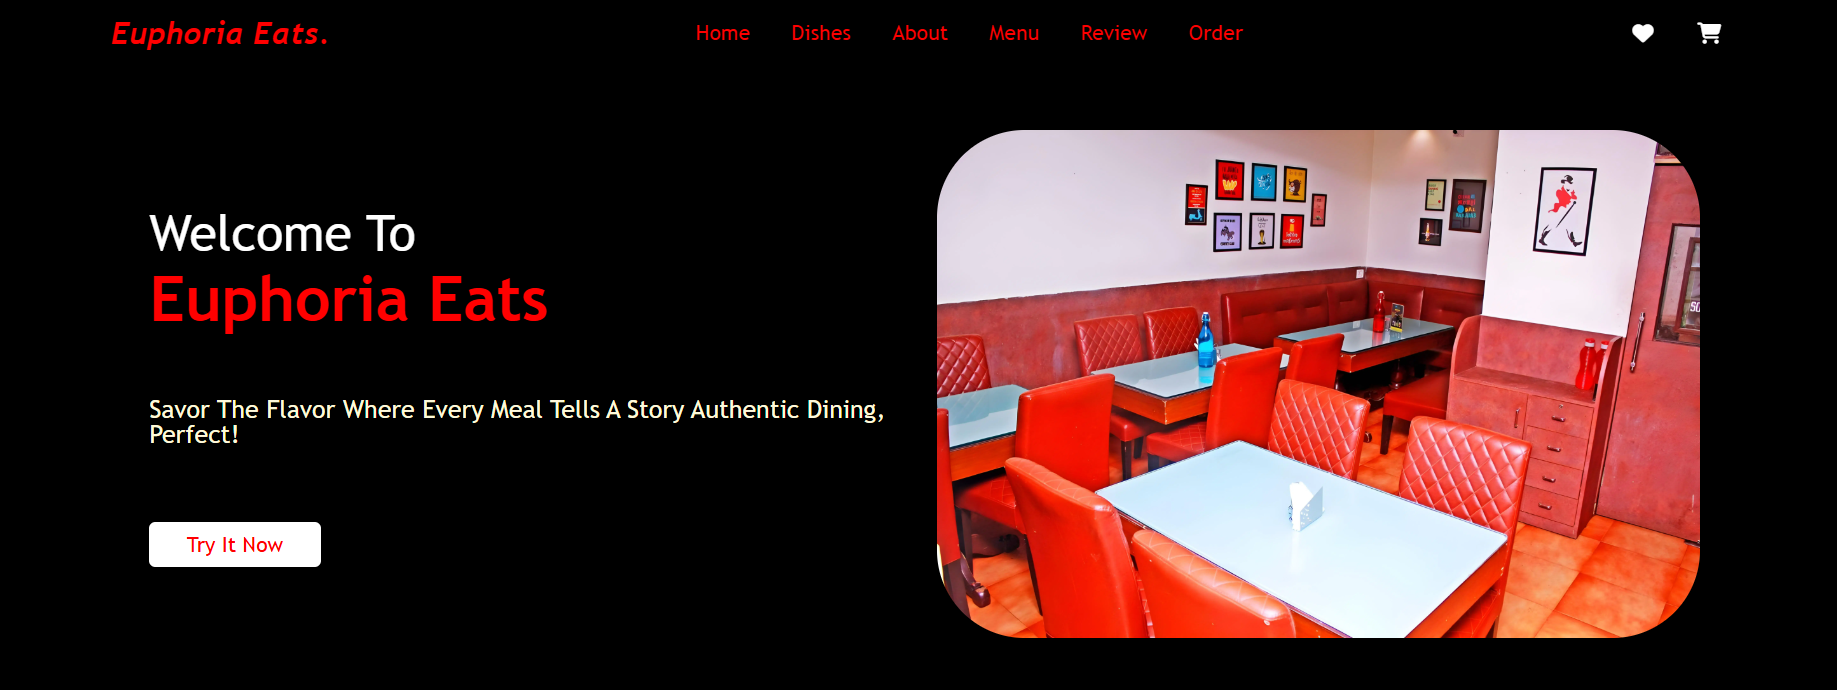 Euphoria Eats.
Home Dishes About Menu Review Order
Welcome To
Euphoria Eats
Savor The Flavor Where Every Meal Tells A Story Authentic Dining,
Perfect!
Try It Now